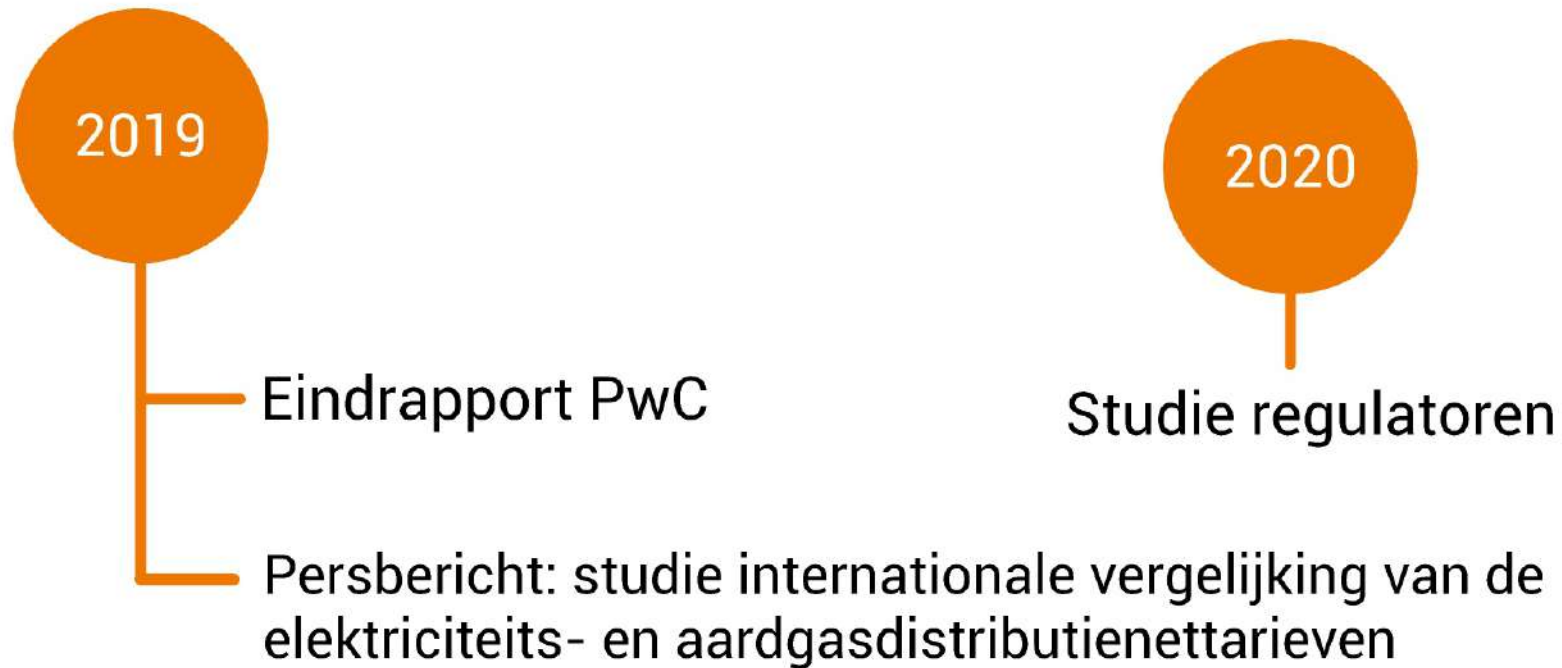 2019
Eindrapport PwC
Persbericht: studie internationale vergelijking van de
elektriciteits- en aardgasdistributienettarieven
2020
Studie regulatoren